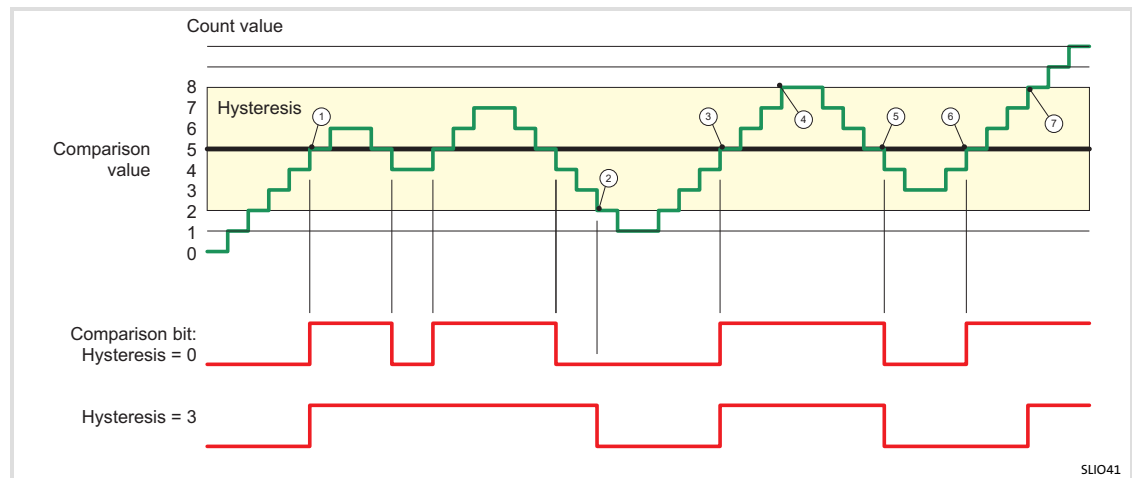 Count value
8
7
6
5
4
3
2
1
0
Hysteresis
Comparison
value
1
2
3
4
5
6
7
Comparison bit:
Hysteresis = 0
Hysteresis = 3
SLIO41